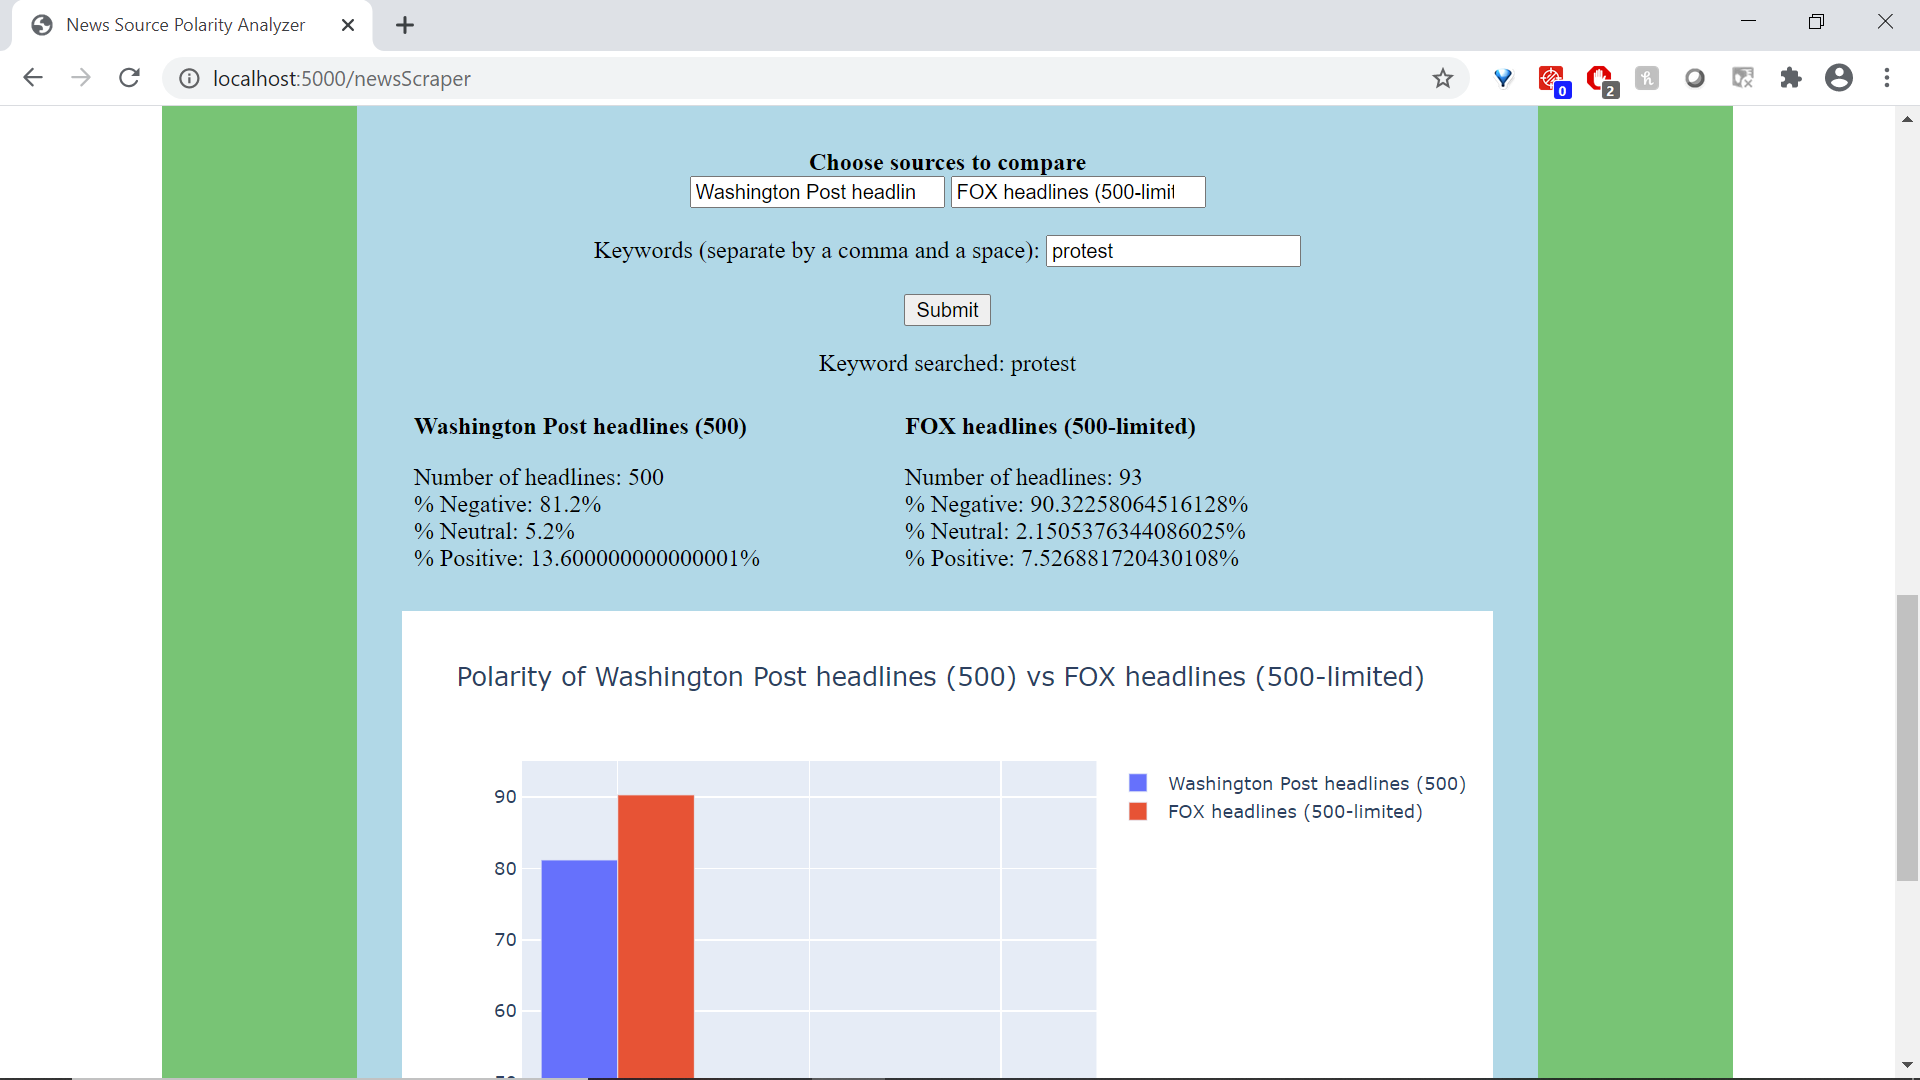 News Source Polarity Analyzer
localhost:5000/newsScraper
0
2
Choose sources to compare
Washington Post headlin FOX headlines (500-limit
Keywords (separate by a comma and a space): protest
Submit
Keyword searched: protest
Washington Post headlines (500)
Number of headlines: 500
% Negative: 81.2%
% Neutral: 5.2%
% Positive: 13.600000000000001%
FOX headlines (500-limited)
Number of headlines: 93
% Negative: 90.32258064516128%
% Neutral: 2.1505376344086025%
% Positive: 7.526881720430108%
Polarity of Washington Post headlines (500) vs FOX headlines (500-limited)
90
80
70
60
Washington Post headlines (500)
FOX headlines (500-limited)